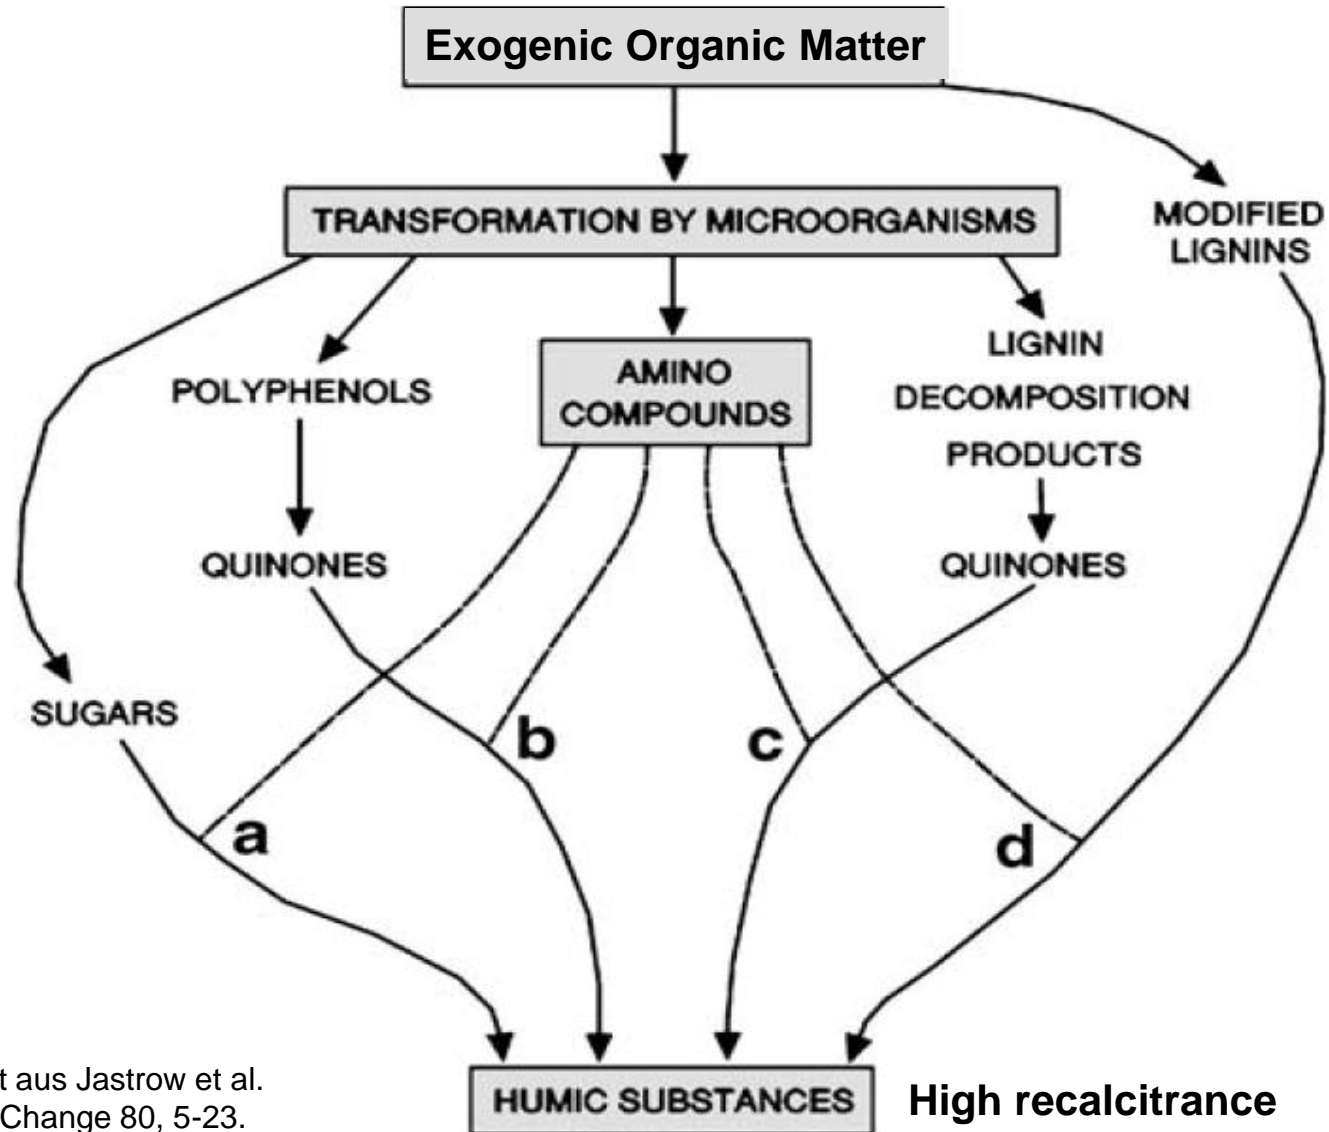 Exogenic Organic Matter
TRANSFORMATION BY MICROORGANISMS
MODIFIED
LIGNINS
POLYPHENOLS
AMINO
COMPOUNDS
LIGNIN
DECOMPOSITION
PRODUCTS
QUINONES
QUINONES
SUGARS
b
c
a
d
t aus Jastrow et al.
Change 80, 5-23.
HUMIC SUBSTANCES
High recalcitrance